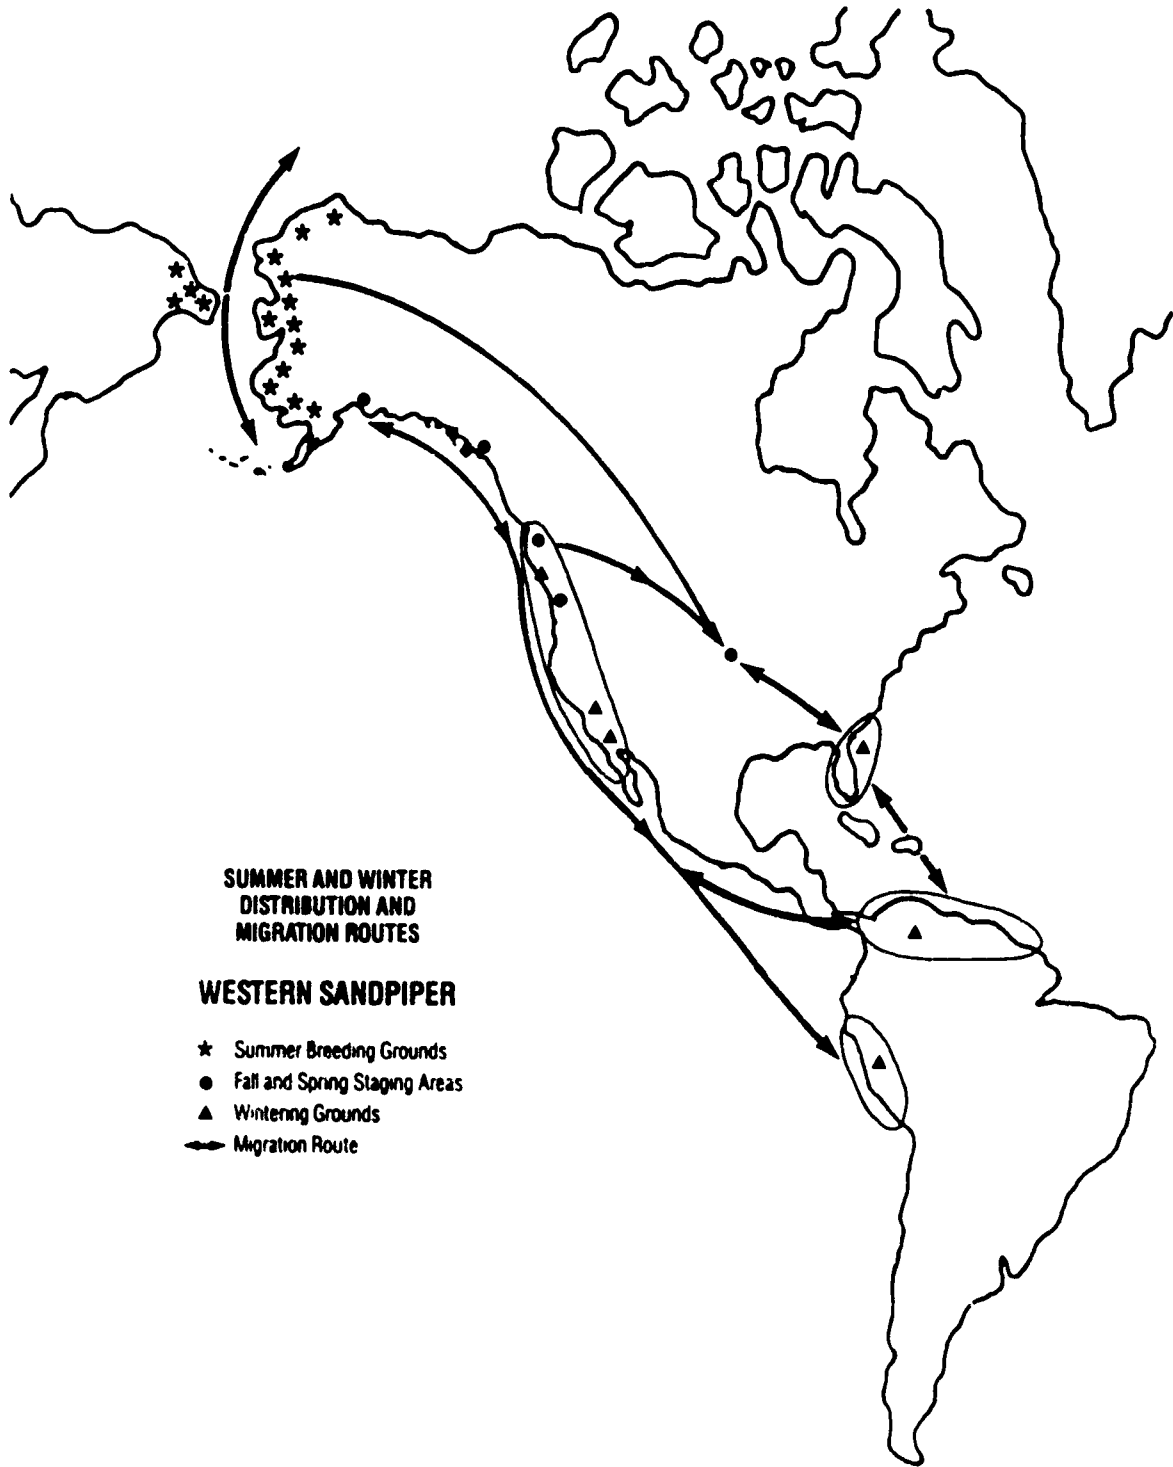 SUMMER AND WINTER
DISTRIBUTION AND
MIGRATION ROUTES
WESTERN SANDPIPER
Summer Breeding Grounds
Fall and Spring Staging Areas
Wintering Grounds
Migration Route